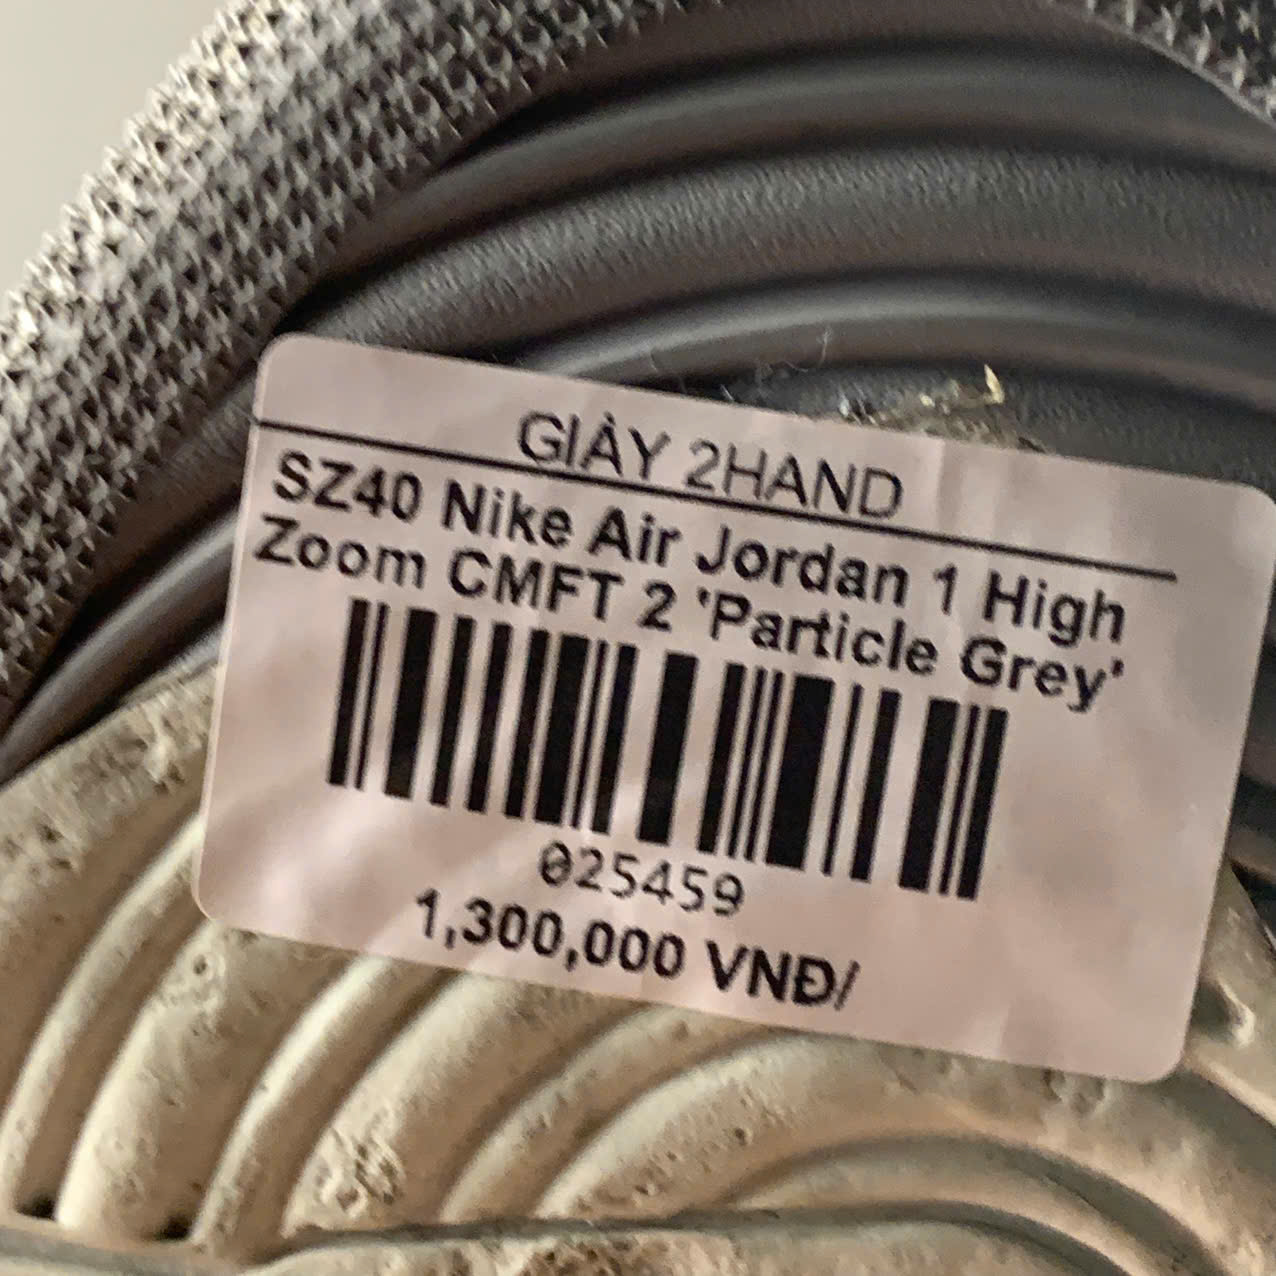 GIÀY 2HAND
SZ40 Nike Air Jordan 1 High
Zoom CMFT 2 'Particle Grey'
025459
1,300,000 VNĐ/